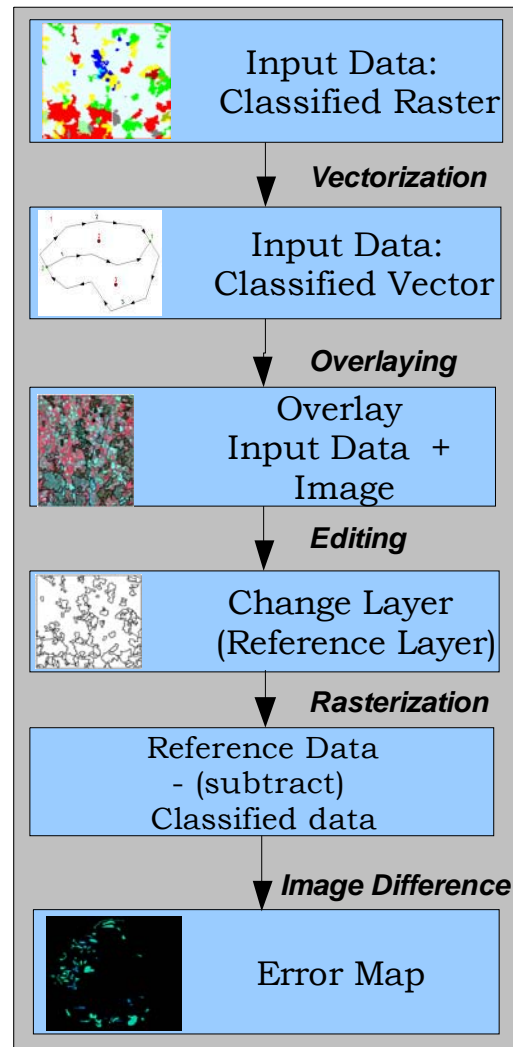 Input Data:
Classified Raster
Vectorization
Input Data:
Classified Vector
Overlaying
Overlay
Input Data +
Image
Editing
Change Layer
(Reference Layer)
Rasterization
Reference Data
- (subtract)
Classified data
Image Difference
Error Map